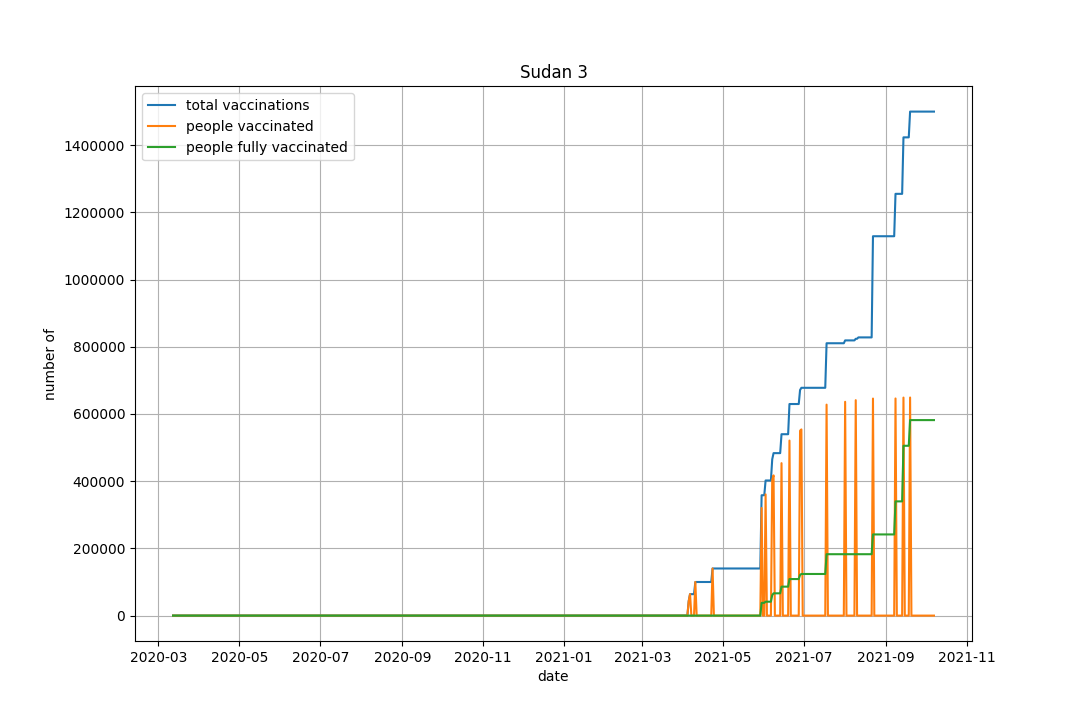 Sudan 3
total vaccinations
people vaccinated
people fully vaccinated
number of
1400000
1200000
1000000
800000
600000
400000
200000
0
2020-03 2020-05 2020-07 2020-09 2020-11 2021-01 2021-03 2021-05 2021-07 2021-09 2021-11
date